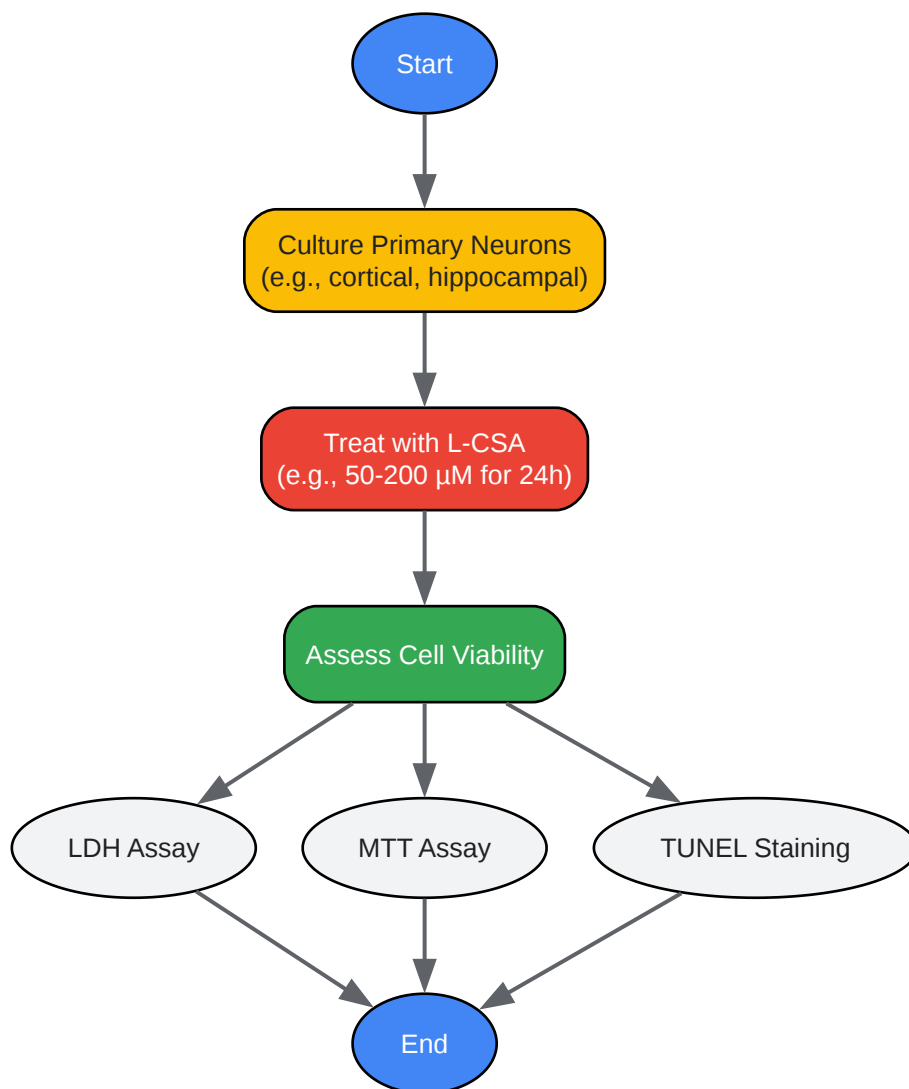 Start
Culture Primary Neurons
(e.g., cortical, hippocampal)
Treat with L-CSA
(e.g., 50-200 µM for 24h)
Assess Cell Viability
LDH Assay
MTT Assay
TUNEL Staining
End